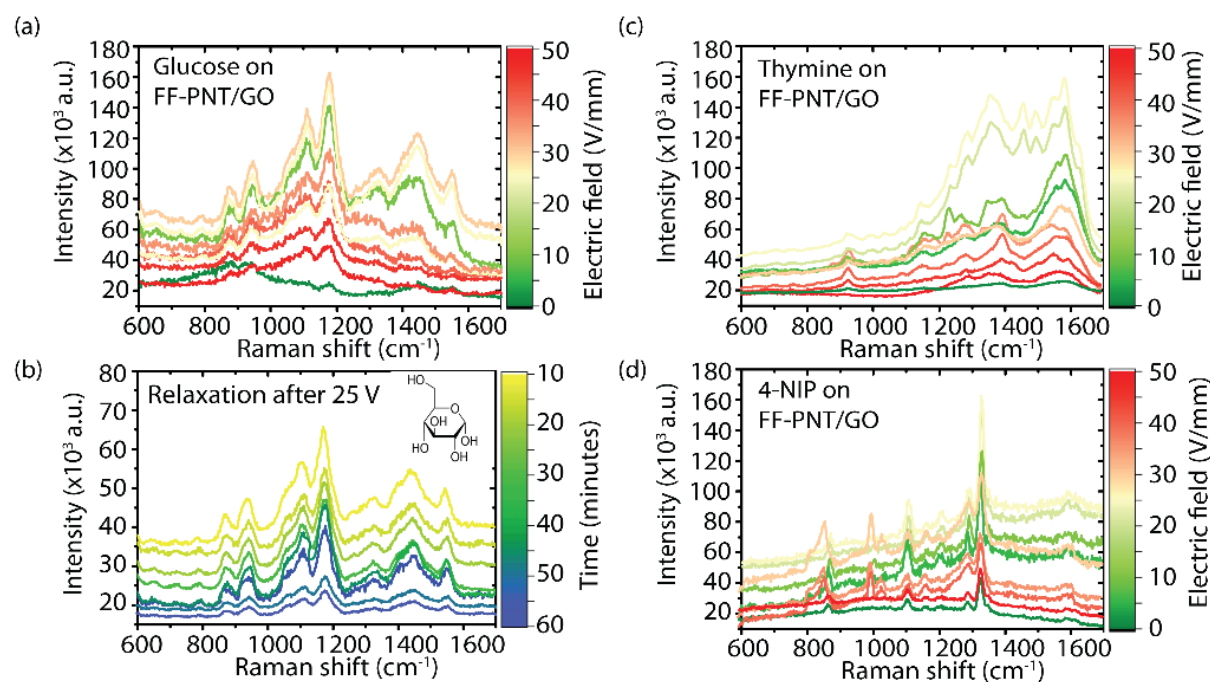 (a)
180
160
140
120
100
80
60
40
20
Intensity (x10³ a.u.)
Glucose on
FF-PNT/GO
600 800 1000 1200 1400 1600
Raman shift (cm⁻¹)
50
40
30
20
10
0
Electric field (V/mm)
(c)
180
160
140
120
100
80
60
40
20
Intensity (x10³ a.u.)
Thymine on
FF-PNT/GO
600 800 1000 1200 1400 1600
Raman shift (cm⁻¹)
50
40
30
20
10
0
Electric field (V/mm)
(b)
80
70
60
50
40
30
20
Intensity (x10³ a.u.)
Relaxation after 25 V
HO
O
OH
HO
OH
OH
600 800 1000 1200 1400 1600
Raman shift (cm⁻¹)
10
20
30
40
50
60
Time (minutes)
(d)
180
160
140
120
100
80
60
40
20
Intensity (x10³ a.u.)
4-NIP on
FF-PNT/GO
600 800 1000 1200 1400 1600
Raman shift (cm⁻¹)
50
40
30
20
10
0
Electric field (V/mm)